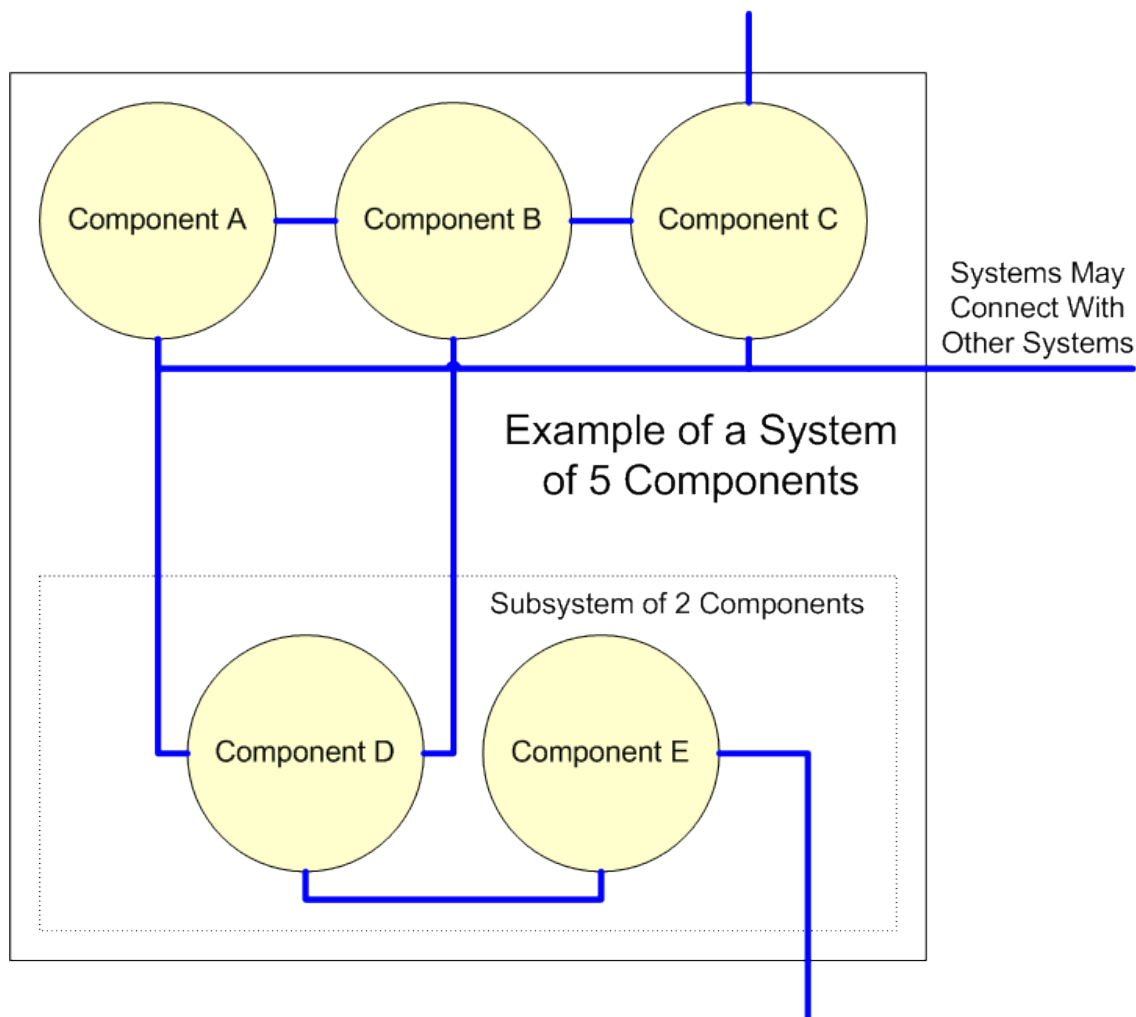 Component A
Component B
Component C
Systems May
Connect With
Other Systems
Example of a System
of 5 Components
Subsystem of 2 Components
Component D
Component E